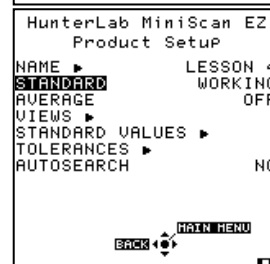 HunterLab MiniScan EZ
Product Setup
NAME ▶ LESSON 4
STANDARD WORKING
AVERAGE OFF
VIEWS ▶
STANDARD VALUES ▶
TOLERANCES ▶
AUTOSEARCH NO
MAIN MENU
BACK